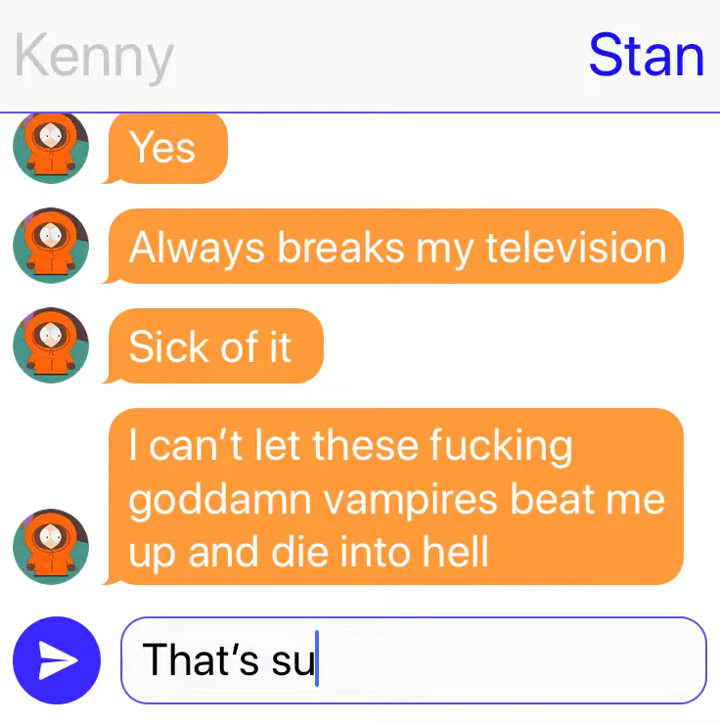 Kenny
Stan
Yes
Always breaks my television
Sick of it
I can’t let these fucking
goddamn vampires beat me
up and die into hell
That’s su